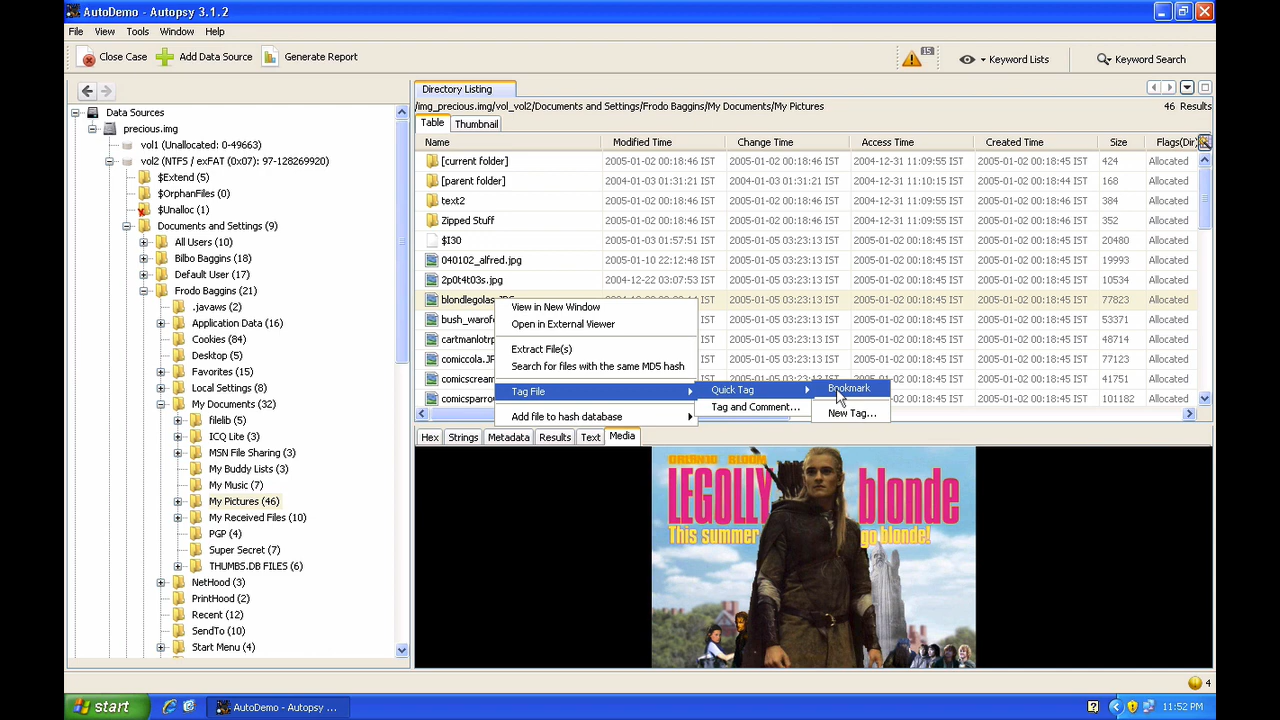 AutoDemo - Autopsy 3.1.2
File View Tools Window Help
Close Case Add Data Source Generate Report 15 Keyword Lists Keyword Search
Data Sources
precious.img
vol1 (Unallocated: 0-49663)
vol2 (NTFS / exFAT (0x07): 97-128269920)
$Extend (5)
$OrphanFiles (0)
$Unalloc (1)
Documents and Settings (9)
All Users (10)
Bilbo Baggins (18)
Default User (17)
Frodo Baggins (21)
.javaws (2)
Application Data (16)
Cookies (84)
Desktop (5)
Favorites (15)
Local Settings (8)
My Documents (32)
filelib (5)
ICQ Lite (3)
MSN File Sharing (3)
My Buddy Lists (3)
My Music (7)
My Pictures (46)
My Received Files (10)
PGP (4)
Super Secret (7)
THUMBS.DB FILES (6)
NetHood (3)
PrintHood (2)
Recent (12)
SendTo (10)
Start Menu (4)
Directory Listing
/img_precious.img/vol_vol2/Documents and Settings/Frodo Baggins/My Documents/My Pictures 46 Results
Table Thumbnail
Name Modified Time Change Time Access Time Created Time Size Flags(Dir)
[current folder] 2005-01-02 00:18:46 IST 2005-01-02 00:18:46 IST 2004-12-31 11:09:55 IST 2005-01-02 00:18:44 IST 424 Allocated
[parent folder] 2004-01-03 01:31:21 IST 2004-01-03 01:31:21 IST 2004-12-31 11:10:15 IST 2005-01-02 00:18:44 IST 168 Allocated
text2 2005-01-02 00:18:46 IST 2005-01-02 00:18:46 IST 2004-12-31 11:09:55 IST 2005-01-02 00:18:45 IST 384 Allocated
Zipped Stuff 2005-01-02 00:18:46 IST 2005-01-02 00:18:46 IST 2004-12-31 11:09:55 IST 2005-01-02 00:18:45 IST 352 Allocated
$I30 2005-01-03 01:57:51 IST 2005-01-05 03:23:13 IST 2005-01-02 00:18:45 IST 2005-01-02 00:18:45 IST 20480 Allocated
040102_alfred.jpg 2005-01-10 22:12:48 IST 2005-01-05 03:23:13 IST 2005-01-02 00:18:45 IST 2005-01-02 00:18:45 IST 19993 Allocated
2p0t4t03s.jpg 2004-12-22 03:07:53 IST 2005-01-05 03:23:13 IST 2005-01-02 00:18:45 IST 2005-01-02 00:18:45 IST 10534 Allocated
blondlegolas.JPG 2005-01-05 03:23:13 IST 2005-01-02 00:18:45 IST 2005-01-02 00:18:45 IST 77823 Allocated
bush_warof 2005-01-05 03:23:13 IST 2005-01-02 00:18:45 IST 2005-01-02 00:18:45 IST 5337 Allocated
cartmanlotr 2005-01-05 03:23:13 IST 2005-01-02 00:18:45 IST 2005-01-02 00:18:45 IST 48714 Allocated
comiccola.J 2005-01-05 03:23:13 IST 2005-01-02 00:18:45 IST 2005-01-02 00:18:45 IST 77123 Allocated
comicscream 2005-01-02 00:18:45 IST 41751 Allocated
comicsparro 2005-01-02 00:18:45 IST 101182 Allocated
View in New Window
Open in External Viewer
Extract File(s)
Search for files with the same MD5 hash
Tag File
Add file to hash database
Quick Tag
Tag and Comment...
Bookmark
New Tag...
Hex Strings Metadata Results Text Media
ORLANDO BLOOM
LEGOLLY blonde
This summer go blonde!
4
start AutoDemo - Autopsy ... 11:52 PM